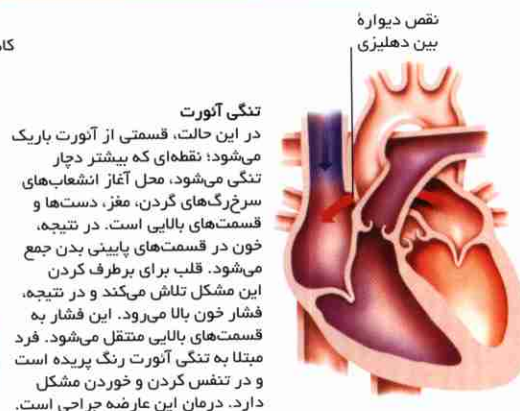 نقص دیوارهٔ
بین دهلیزی
تنگی آئورت
در این حالت، قسمتی از آئورت باریک
می‌شود؛ نقطه‌ای که بیشتر دچار
تنگی می‌شود، محل آغاز انشعاب‌های
سرخ‌رگ‌های گردن، مغز، دست‌ها و
قسمت‌های بالایی است. در نتیجه،
خون در قسمت‌های پایینی بدن جمع
می‌شود. قلب برای برطرف کردن
این مشکل تلاش می‌کند و در نتیجه،
فشار خون بالا می‌رود. این فشار به
قسمت‌های بالایی منتقل می‌شود. فرد
مبتلا به تنگی آئورت رنگ پریده است
و در تنفس کردن و خوردن مشکل
دارد. درمان این عارضه جراحی است.